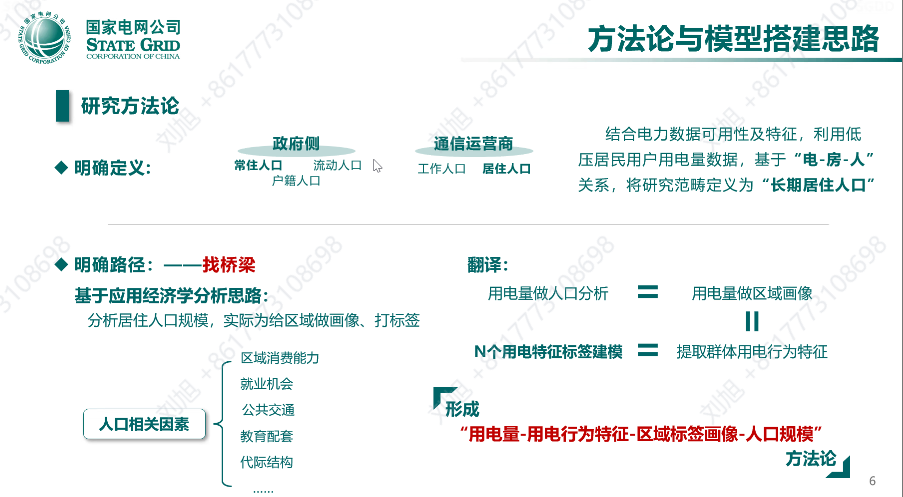 国家电网公司
STATE GRID
CORPORATION OF CHINA
方法论与模型搭建思路
研究方法论
明确定义：
政府侧
常住人口 流动人口
户籍人口
通信运营商
工作人口 居住人口
结合电力数据可用性及特征，利用低
压居民用户用电量数据，基于“电-房-人”
关系，将研究范畴定义为“长期居住人口”
明确路径：——找桥梁
基于应用经济学分析思路：
分析居住人口规模，实际为给区域做画像、打标签
人口相关因素
区域消费能力
就业机会
公共交通
教育配套
代际结构
......
翻译：
用电量做人口分析 = 用电量做区域画像
=
N个用电特征标签建模 = 提取群体用电行为特征
形成
“用电量-用电行为特征-区域标签画像-人口规模”
方法论
6
刘旭 +8617773108698